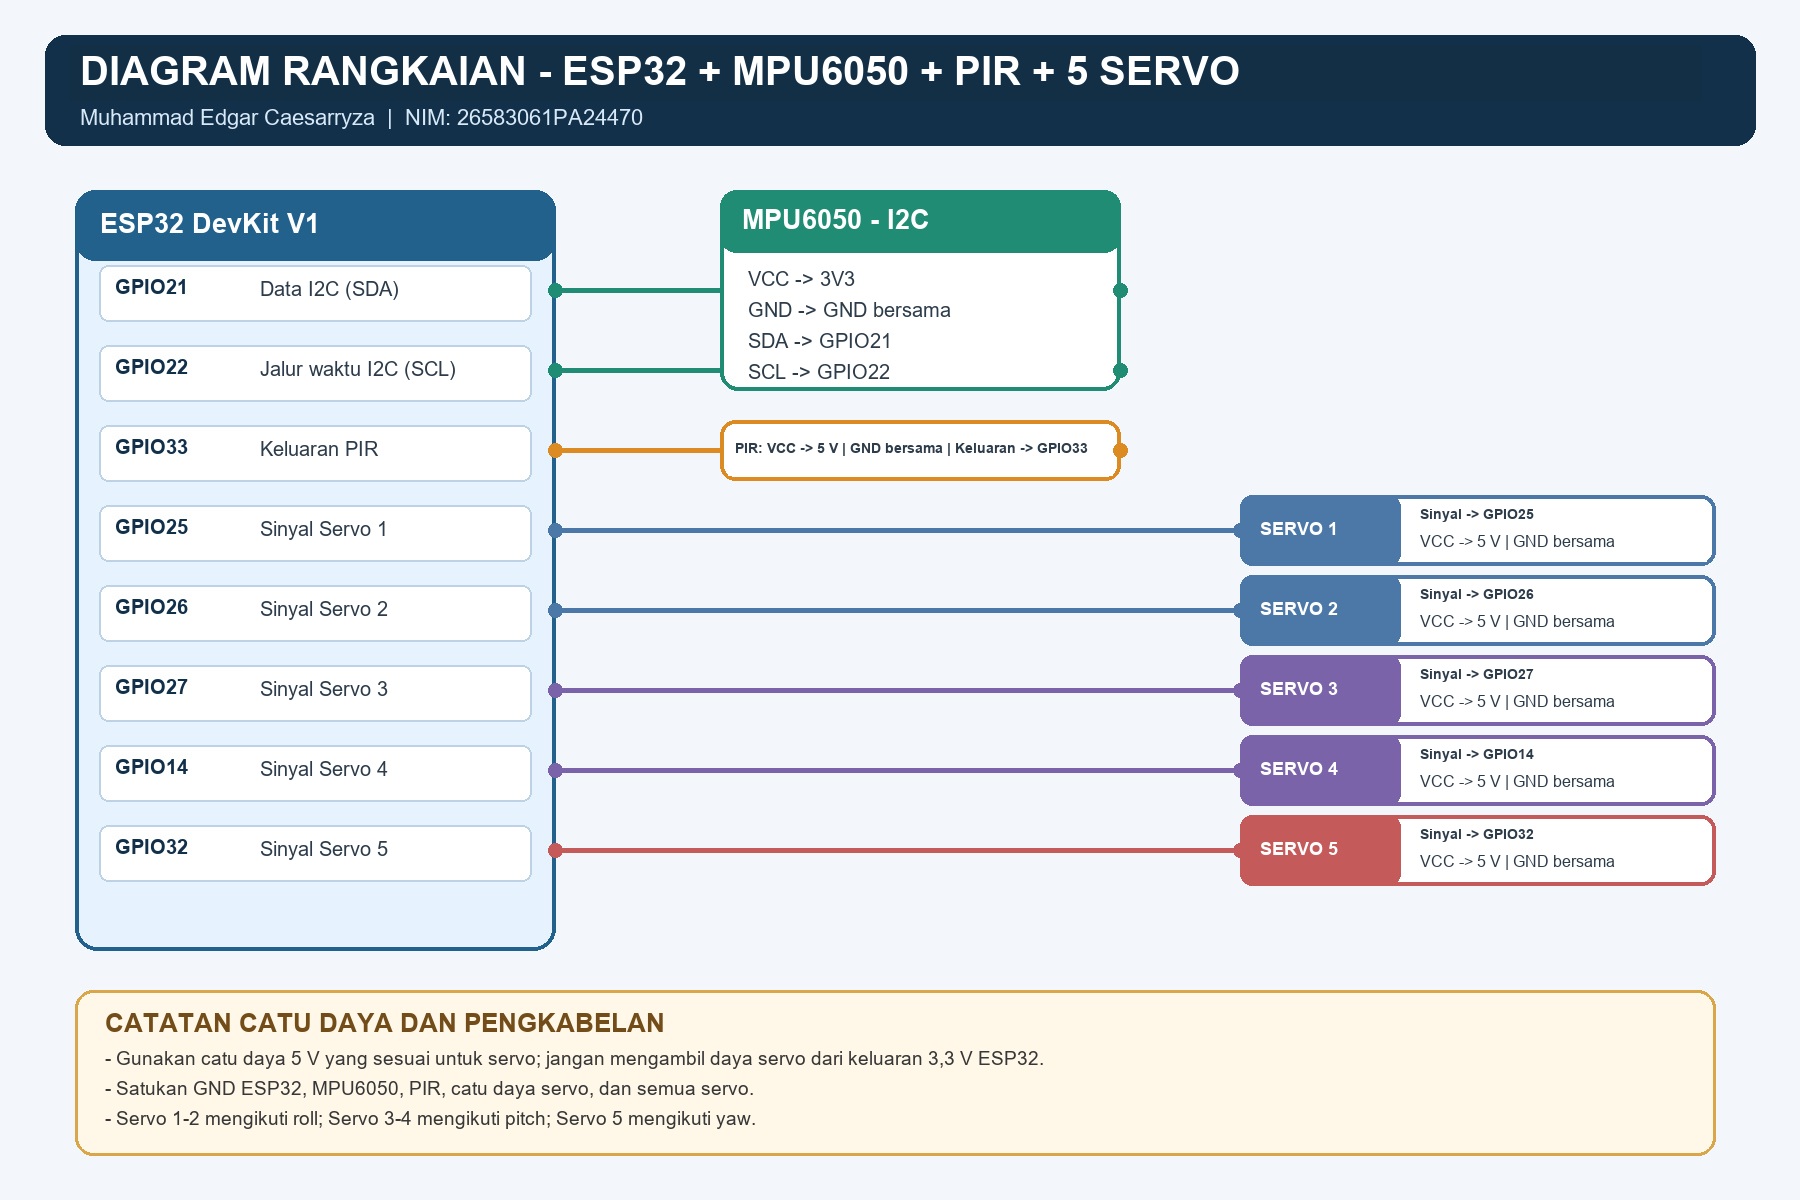 DIAGRAM RANGKAIAN - ESP32 + MPU6050 + PIR + 5 SERVO
Muhammad Edgar Caesarryza | NIM: 26583061PA24470
ESP32 DevKit V1
GPIO21 Data I2C (SDA)
GPIO22 Jalur waktu I2C (SCL)
GPIO33 Keluaran PIR
GPIO25 Sinyal Servo 1
GPIO26 Sinyal Servo 2
GPIO27 Sinyal Servo 3
GPIO14 Sinyal Servo 4
GPIO32 Sinyal Servo 5
MPU6050 - I2C
VCC -> 3V3
GND -> GND bersama
SDA -> GPIO21
SCL -> GPIO22
PIR: VCC -> 5 V | GND bersama | Keluaran -> GPIO33
SERVO 1
Sinyal -> GPIO25
VCC -> 5 V | GND bersama
SERVO 2
Sinyal -> GPIO26
VCC -> 5 V | GND bersama
SERVO 3
Sinyal -> GPIO27
VCC -> 5 V | GND bersama
SERVO 4
Sinyal -> GPIO14
VCC -> 5 V | GND bersama
SERVO 5
Sinyal -> GPIO32
VCC -> 5 V | GND bersama
CATATAN CATU DAYA DAN PENGKABELAN
- Gunakan catu daya 5 V yang sesuai untuk servo; jangan mengambil daya servo dari keluaran 3,3 V ESP32.
- Satukan GND ESP32, MPU6050, PIR, catu daya servo, dan semua servo.
- Servo 1-2 mengikuti roll; Servo 3-4 mengikuti pitch; Servo 5 mengikuti yaw.